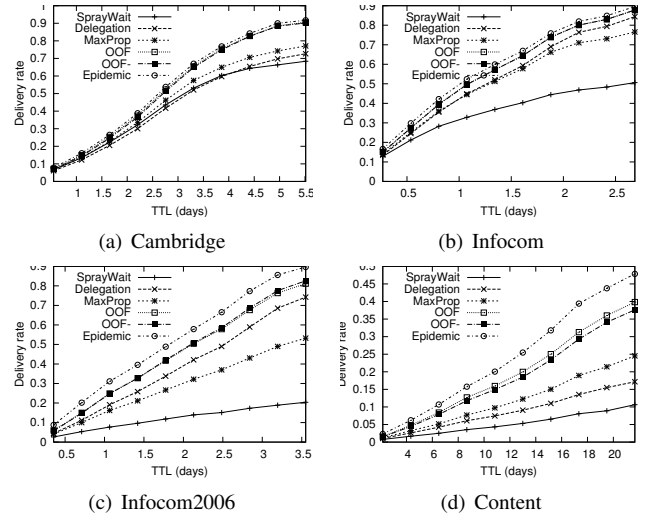 Delivery rate
1
0.9
0.8
0.7
0.6
0.5
0.4
0.3
0.2
0.1
0
SprayWait
Delegation
MaxProp
OOF
OOF-
Epidemic
1 1.5 2 2.5 3 3.5 4 4.5 5 5.5
TTL (days)
(a) Cambridge
Delivery rate
0.9
0.8
0.7
0.6
0.5
0.4
0.3
0.2
0.1
0
SprayWait
Delegation
MaxProp
OOF
OOF-
Epidemic
0.5 1 1.5 2 2.5
TTL (days)
(b) Infocom
Delivery rate
0.9
0.8
0.7
0.6
0.5
0.4
0.3
0.2
0.1
0
SprayWait
Delegation
MaxProp
OOF
OOF-
Epidemic
0.5 1 1.5 2 2.5 3 3.5
TTL (days)
(c) Infocom2006
Delivery rate
0.5
0.45
0.4
0.35
0.3
0.25
0.2
0.15
0.1
0.05
0
SprayWait
Delegation
MaxProp
OOF
OOF-
Epidemic
4 6 8 10 12 14 16 18 20
TTL (days)
(d) Content